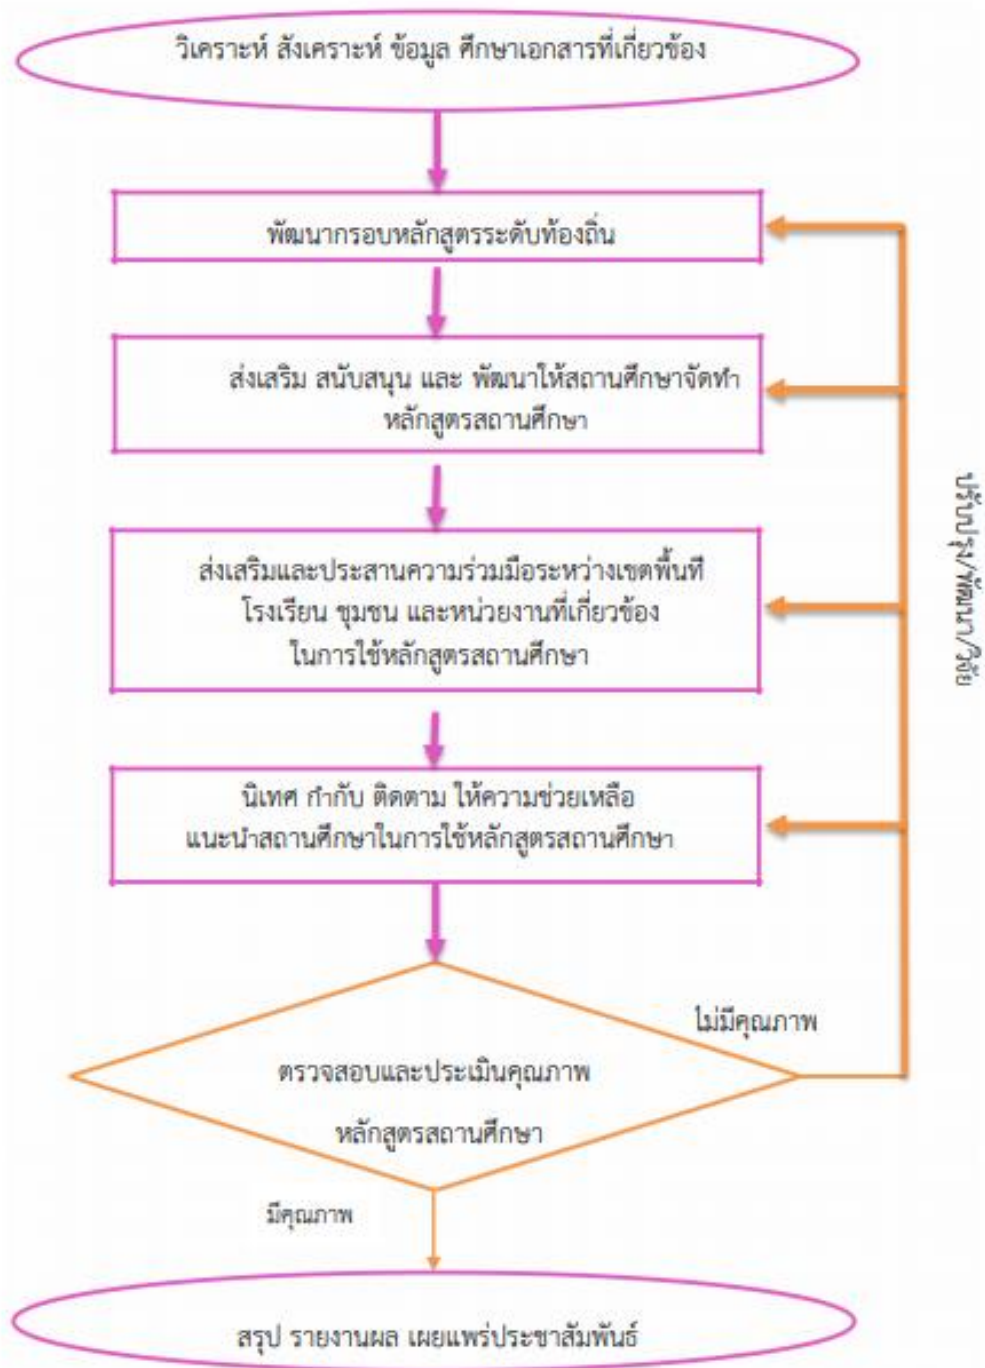 วิเคราะห์ สังเคราะห์ ข้อมูล ศึกษาเอกสารที่เกี่ยวข้อง
พัฒนากรอบหลักสูตรระดับท้องถิ่น
ส่งเสริม สนับสนุน และ พัฒนาให้สถานศึกษาจัดทำ
หลักสูตรสถานศึกษา
ส่งเสริมและประสานความร่วมมือระหว่างเขตพื้นที่
โรงเรียน ชุมชน และหน่วยงานที่เกี่ยวข้อง
ในการใช้หลักสูตรสถานศึกษา
ปรับปรุง/พัฒนา/วิจัย
นิเทศ กำกับ ติดตาม ให้ความช่วยเหลือ
แนะนำสถานศึกษาในการใช้หลักสูตรสถานศึกษา
ไม่มีคุณภาพ
ตรวจสอบและประเมินคุณภาพ
หลักสูตรสถานศึกษา
มีคุณภาพ
สรุป รายงานผล เผยแพร่ประชาสัมพันธ์